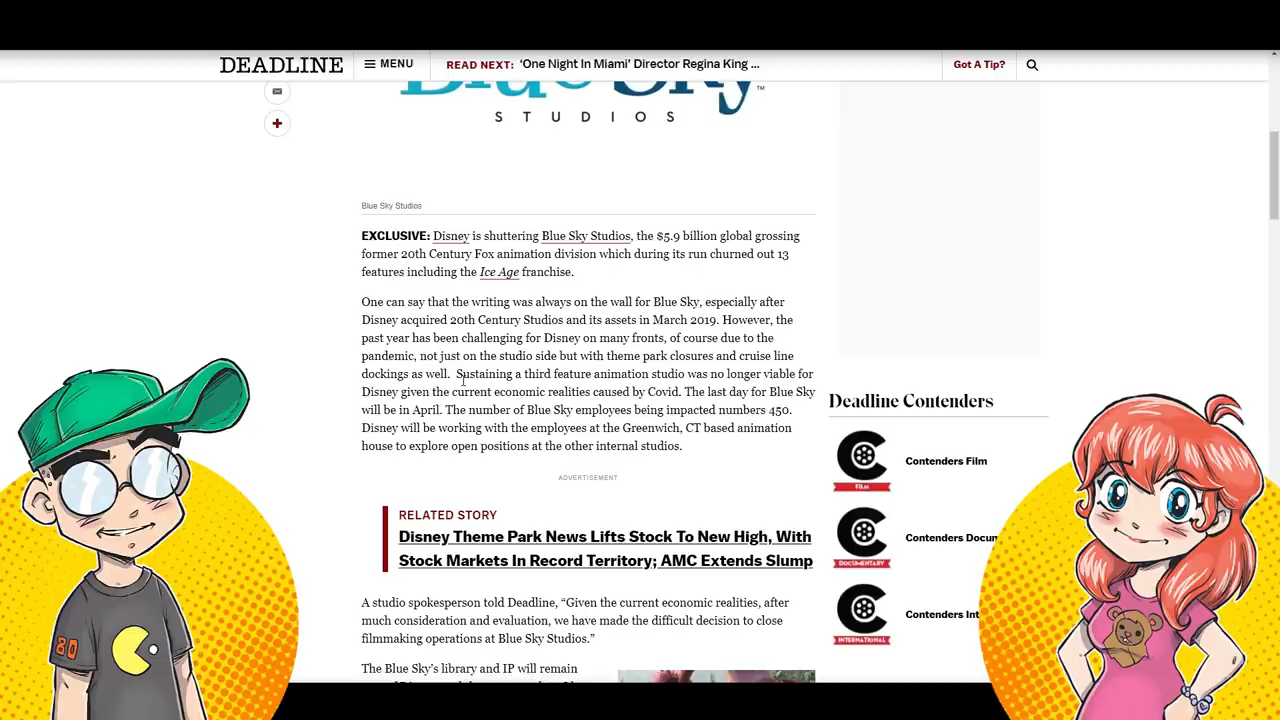 DEADLINE
MENU
READ NEXT: ‘One Night In Miami’ Director Regina King ...
Got A Tip?
Blue Sky™
STUDIOS
Blue Sky Studios
EXCLUSIVE: Disney is shuttering Blue Sky Studios, the $5.9 billion global grossing
former 20th Century Fox animation division which during its run churned out 13
features including the Ice Age franchise.
One can say that the writing was always on the wall for Blue Sky, especially after
Disney acquired 20th Century Studios and its assets in March 2019. However, the
past year has been challenging for Disney on many fronts, of course due to the
pandemic, not just on the studio side but with theme park closures and cruise line
dockings as well. Sustaining a third feature animation studio was no longer viable for
Disney given the current economic realities caused by Covid. The last day for Blue Sky
will be in April. The number of Blue Sky employees being impacted numbers 450.
Disney will be working with the employees at the Greenwich, CT based animation
house to explore open positions at the other internal studios.
ADVERTISEMENT
RELATED STORY
Disney Theme Park News Lifts Stock To New High, With
Stock Markets In Record Territory; AMC Extends Slump
A studio spokesperson told Deadline, “Given the current economic realities, after
much consideration and evaluation, we have made the difficult decision to close
filmmaking operations at Blue Sky Studios.”
The Blue Sky’s library and IP will remain
Deadline Contenders
FILM
Contenders Film
DOCUMENTARY
Contenders Docum
INTERNATIONAL
Contenders Int
80